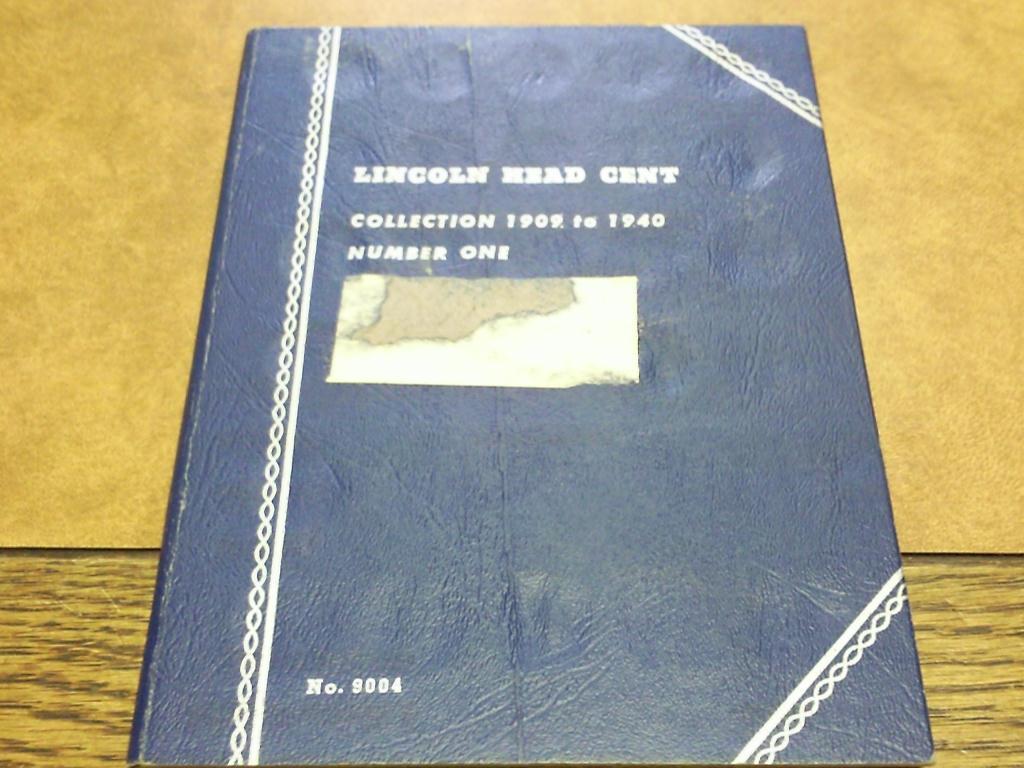 LINCOLN HEAD CENT
COLLECTION 1909 to 1940
NUMBER ONE
No. 9004